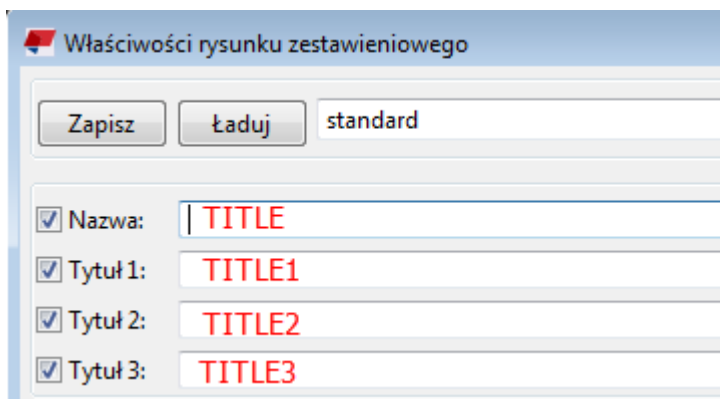 Właściwości rysunku zestawieniowego
Zapisz Ładuj standard
Nazwa: TITLE
Tytuł 1: TITLE1
Tytuł 2: TITLE2
Tytuł 3: TITLE3